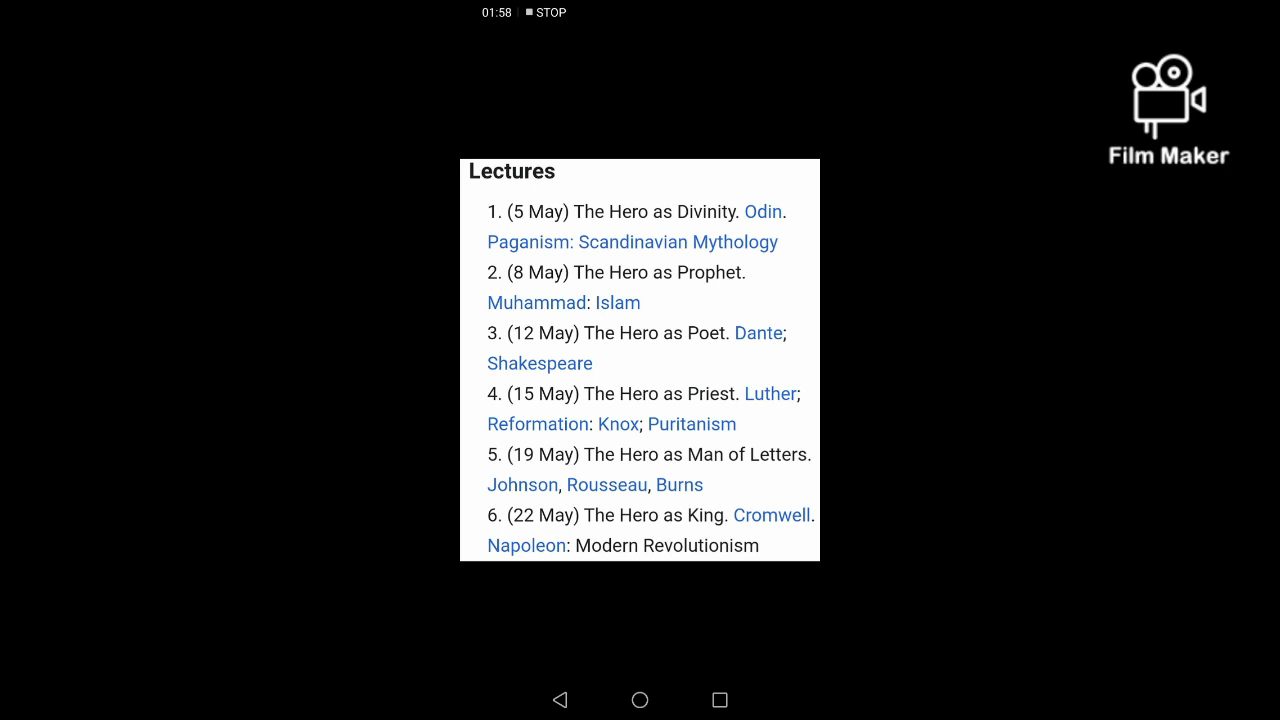 01:58 STOP
Film Maker
Lectures
1. (5 May) The Hero as Divinity. Odin.
Paganism: Scandinavian Mythology
2. (8 May) The Hero as Prophet.
Muhammad: Islam
3. (12 May) The Hero as Poet. Dante;
Shakespeare
4. (15 May) The Hero as Priest. Luther;
Reformation: Knox; Puritanism
5. (19 May) The Hero as Man of Letters.
Johnson, Rousseau, Burns
6. (22 May) The Hero as King. Cromwell.
Napoleon: Modern Revolutionism